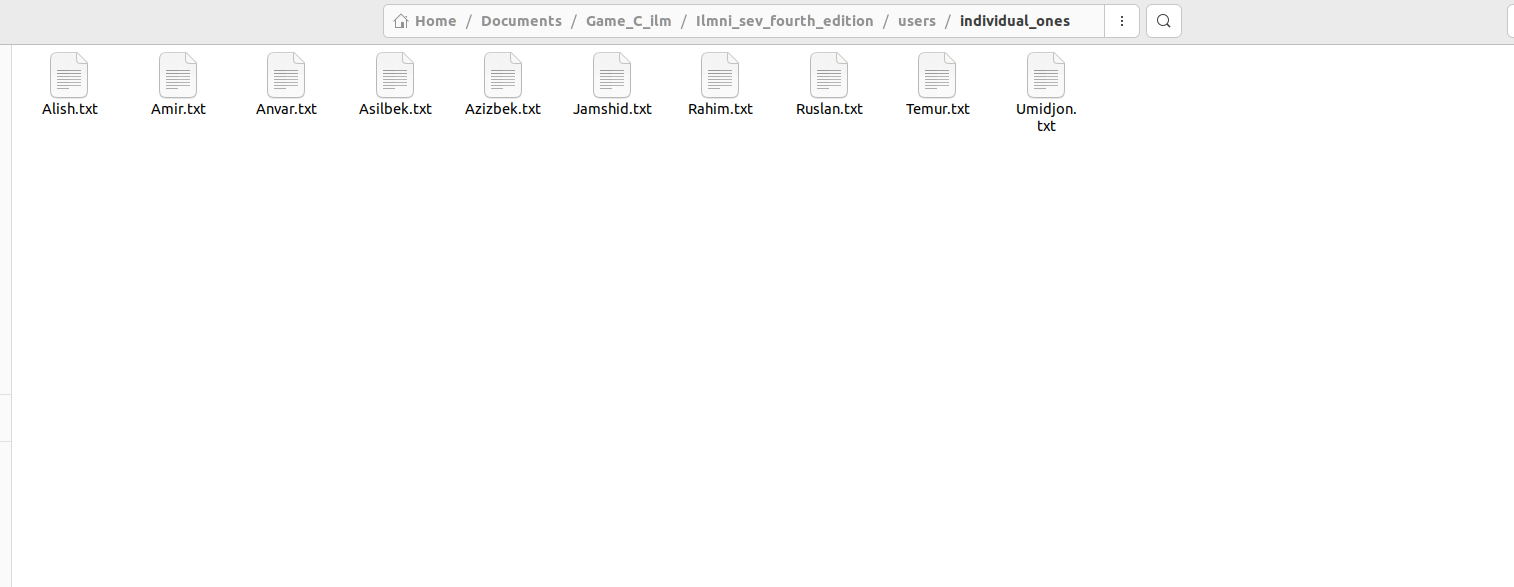 Home / Documents / Game_C_ilm / Ilmni_sev_fourth_edition / users / individual_ones
Alish.txt Amir.txt Anvar.txt Asilbek.txt Azizbek.txt Jamshid.txt Rahim.txt Ruslan.txt Temur.txt Umidjon.
txt